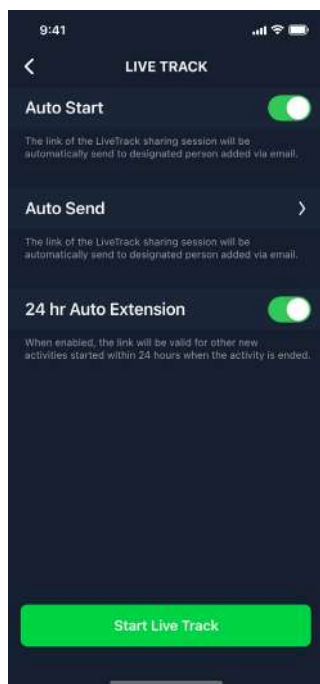 9:41
LIVE TRACK
Auto Start
The link of the LiveTrack sharing session will be
automatically send to designated person added via email.
Auto Send
The link of the LiveTrack sharing session will be
automatically send to designated person added via email.
24 hr Auto Extension
When enabled, the link will be valid for other new
activities started within 24 hours when the activity is ended.
Start Live Track